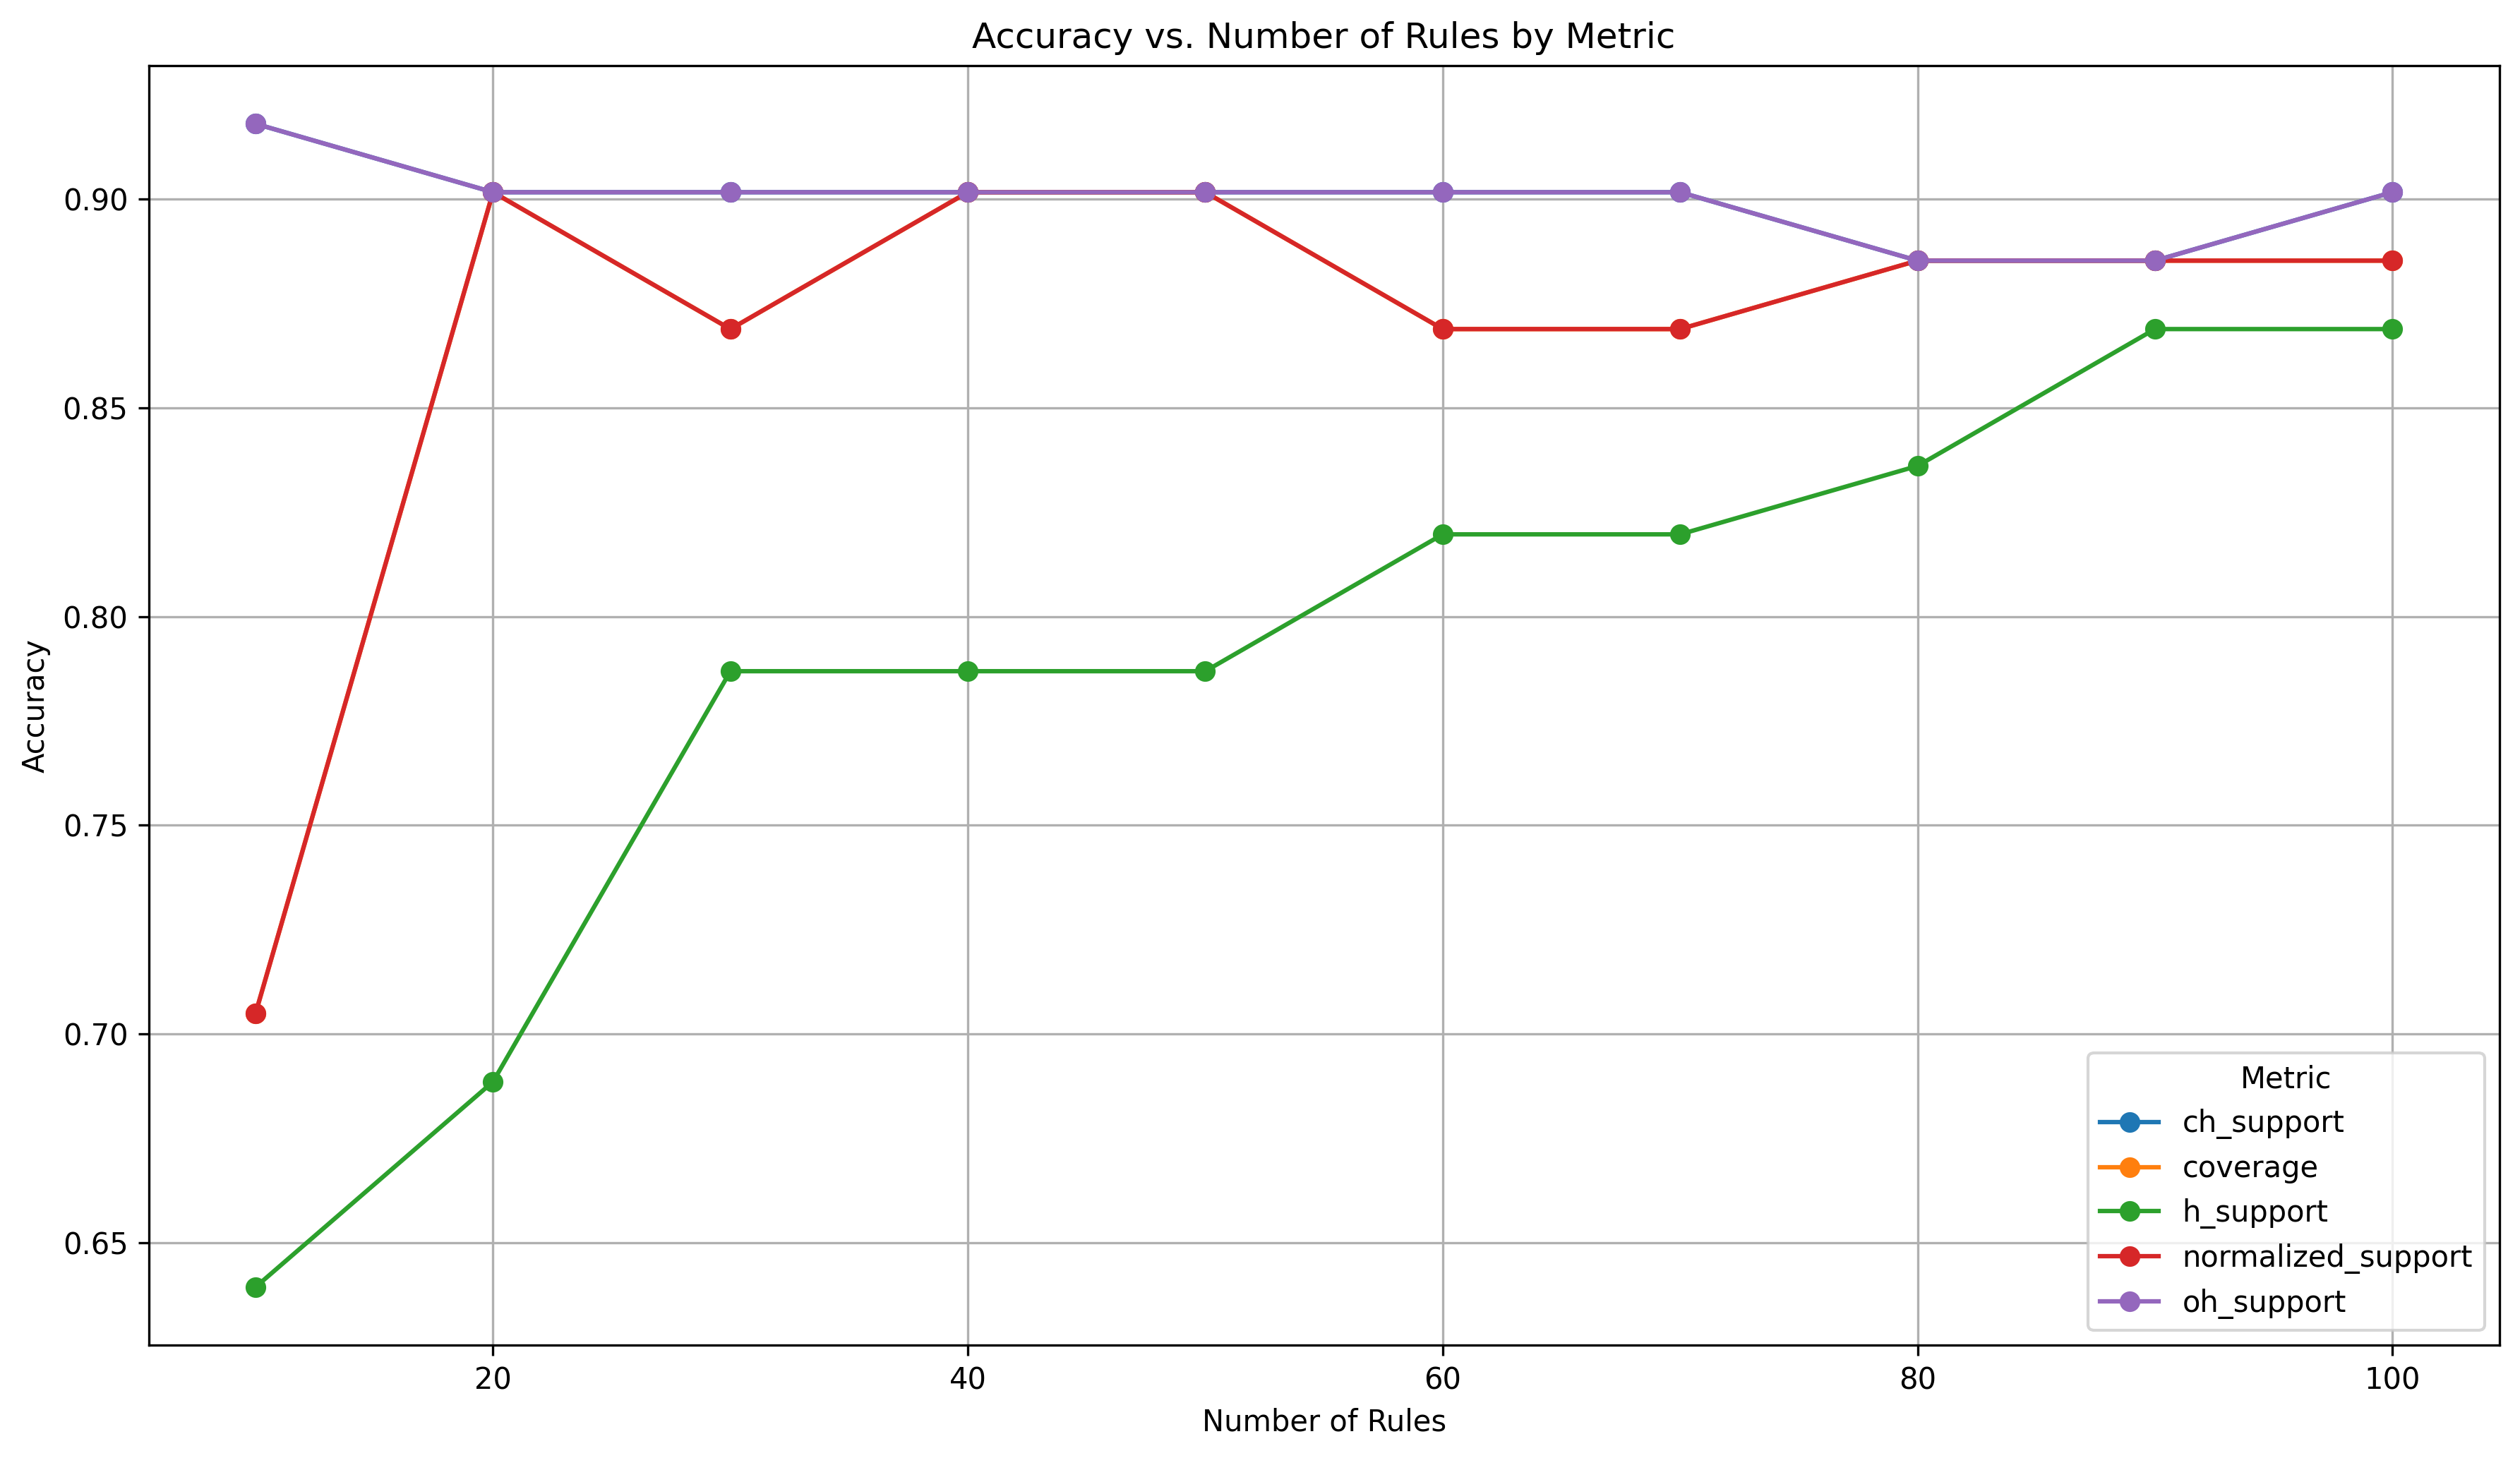 Accuracy vs. Number of Rules by Metric
Accuracy
0.90
0.85
0.80
0.75
0.70
0.65
20 40 60 80 100
Number of Rules
Metric
ch_support
coverage
h_support
normalized_support
oh_support